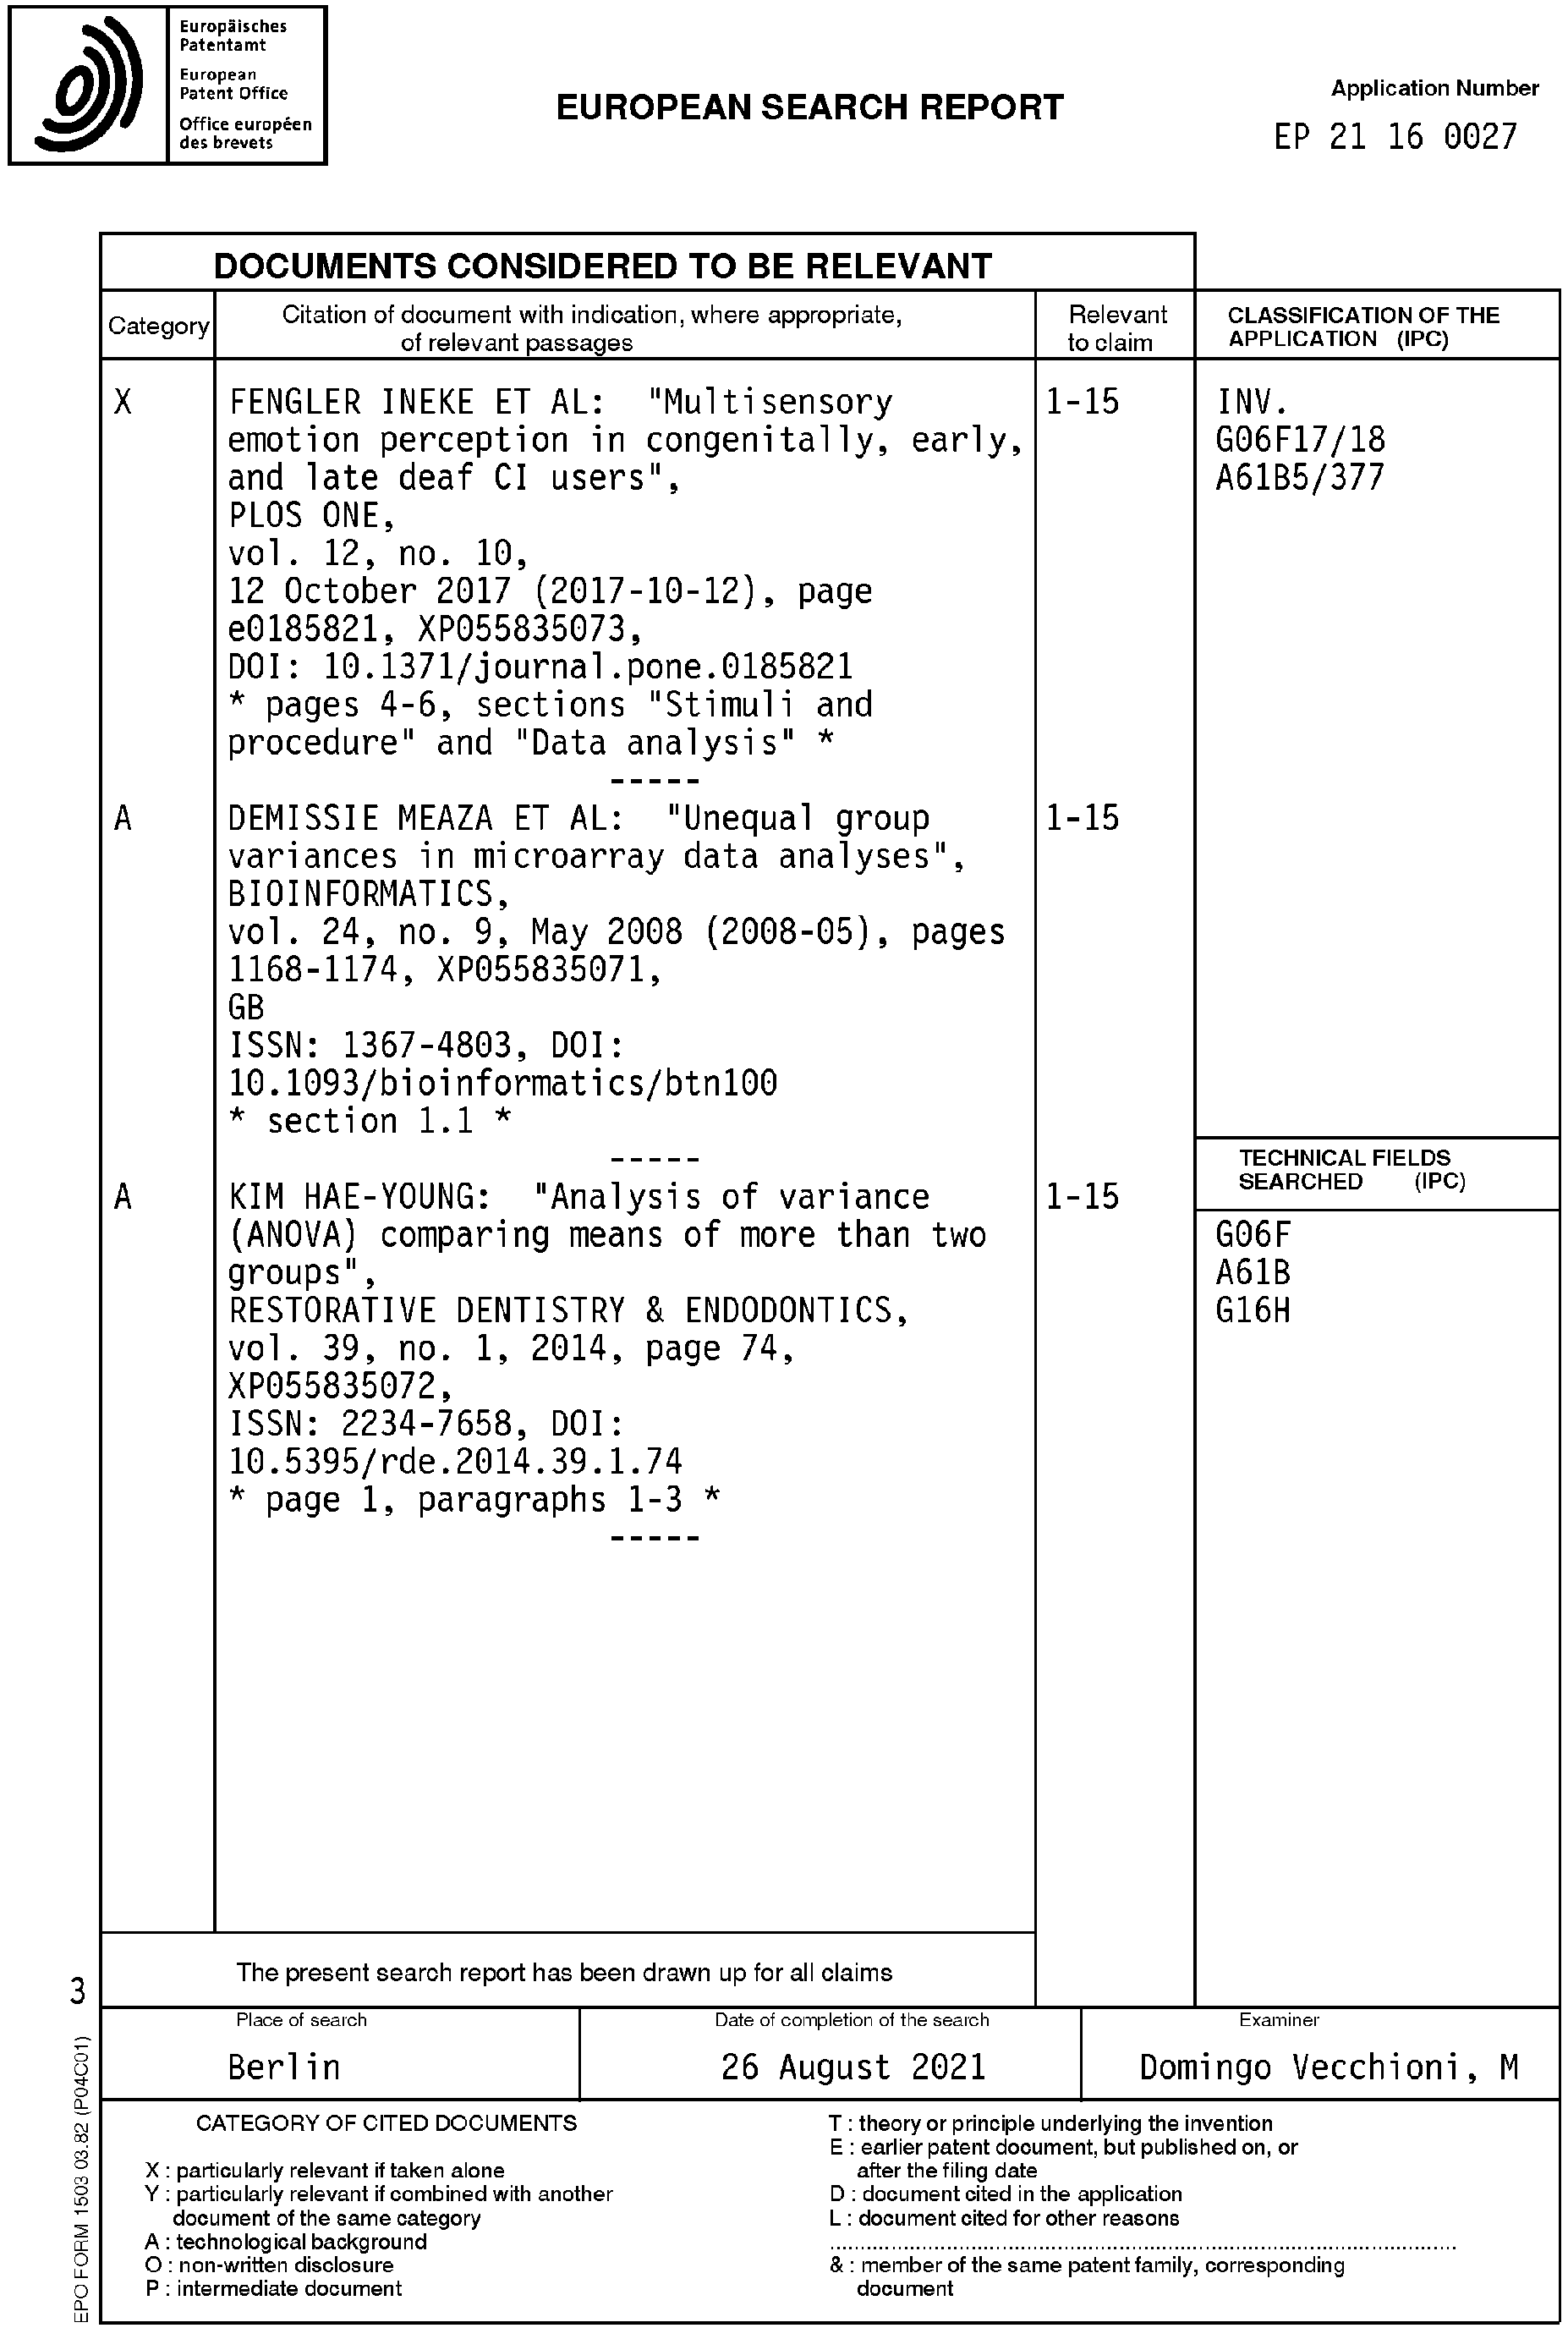 Europäisches
Patentamt
European
Patent Office
Office européen
des brevets
EUROPEAN SEARCH REPORT
Application Number
EP 21 16 0027
DOCUMENTS CONSIDERED TO BE RELEVANT
Category
Citation of document with indication, where appropriate,
of relevant passages
Relevant
to claim
CLASSIFICATION OF THE
APPLICATION (IPC)
X
FENGLER INEKE ET AL: "Multisensory
emotion perception in congenitally, early,
and late deaf CI users",
PLOS ONE,
vol. 12, no. 10,
12 October 2017 (2017-10-12), page
e0185821, XP055835073,
DOI: 10.1371/journal.pone.0185821
* pages 4-6, sections "Stimuli and
procedure" and "Data analysis" *
-----
1-15
INV.
G06F17/18
A61B5/377
A
DEMISSIE MEAZA ET AL: "Unequal group
variances in microarray data analyses",
BIOINFORMATICS,
vol. 24, no. 9, May 2008 (2008-05), pages
1168-1174, XP055835071,
GB
ISSN: 1367-4803, DOI:
10.1093/bioinformatics/btn100
* section 1.1 *
-----
1-15
A
KIM HAE-YOUNG: "Analysis of variance
(ANOVA) comparing means of more than two
groups",
RESTORATIVE DENTISTRY & ENDODONTICS,
vol. 39, no. 1, 2014, page 74,
XP055835072,
ISSN: 2234-7658, DOI:
10.5395/rde.2014.39.1.74
* page 1, paragraphs 1-3 *
-----
1-15
TECHNICAL FIELDS
SEARCHED (IPC)
G06F
A61B
G16H
The present search report has been drawn up for all claims
3
EPO FORM 1503 03.82 (P04C01)
Place of search
Berlin
Date of completion of the search
26 August 2021
Examiner
Domingo Vecchioni, M
CATEGORY OF CITED DOCUMENTS
X : particularly relevant if taken alone
Y : particularly relevant if combined with another
document of the same category
A : technological background
O : non-written disclosure
P : intermediate document
T : theory or principle underlying the invention
E : earlier patent document, but published on, or
after the filing date
D : document cited in the application
L : document cited for other reasons
& : member of the same patent family, corresponding
document